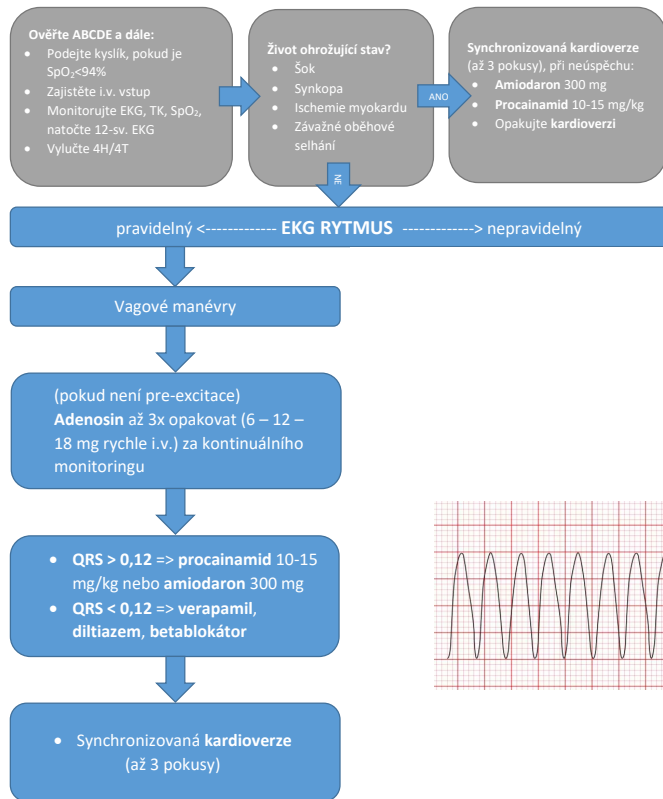 Ověřte ABCDE a dále:
• Podejte kyslík, pokud je
SpO₂<94%
• Zajistěte i.v. vstup
• Monitorujte EKG, TK, SpO₂,
natočte 12-sv. EKG
• Vylučte 4H/4T
Život ohrožující stav?
• Šok
• Synkopa
• Ischemie myokardu
• Závažné oběhové
selhání
ANO
Synchronizovaná kardioverze
(až 3 pokusy), při neúspěchu:
• Amiodaron 300 mg
• Procainamid 10-15 mg/kg
• Opakujte kardioverzi
NE
pravidelný <------------- EKG RYTMUS -------------> nepravidelný
Vagové manévry
(pokud není pre-excitace)
Adenosin až 3x opakovat (6 – 12 –
18 mg rychle i.v.) za kontinuálního
monitoringu
• QRS > 0,12 => procainamid 10-15
mg/kg nebo amiodaron 300 mg
• QRS < 0,12 => verapamil,
diltiazem, betablokátor
• Synchronizovaná kardioverze
(až 3 pokusy)